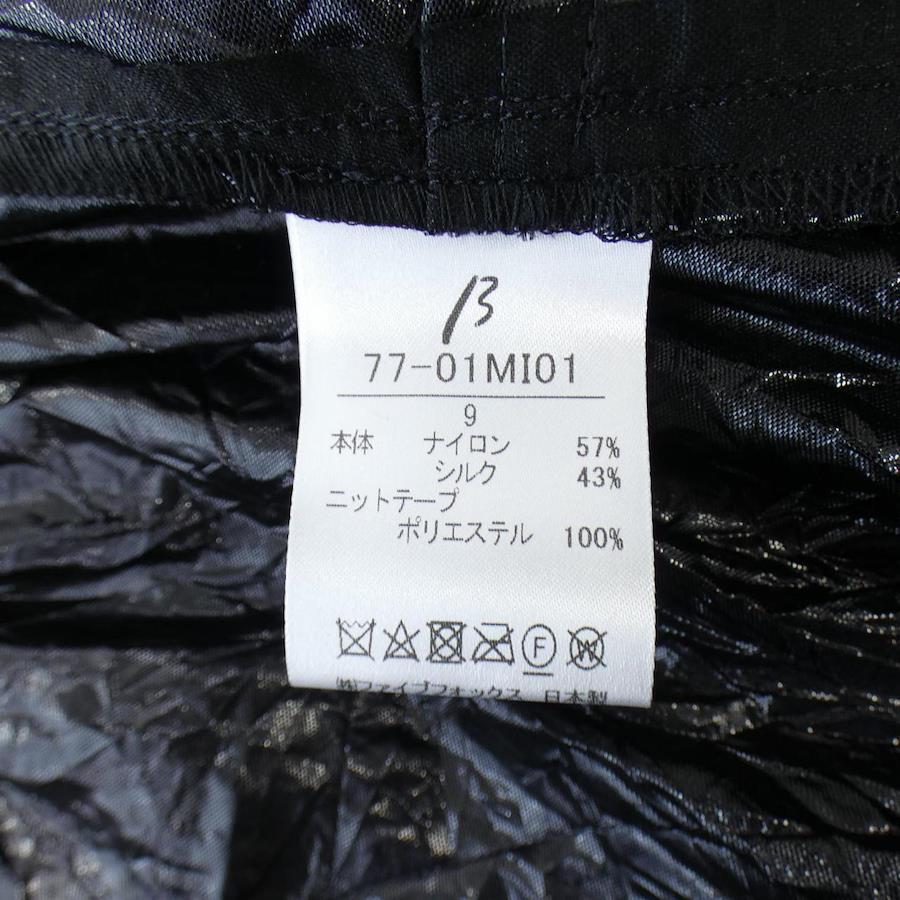 β
77-01MI01
9
本体 ナイロン 57%
シルク 43%
ニットテープ
ポリエステル 100%
F W
㈱ファイブフォックス 日本製